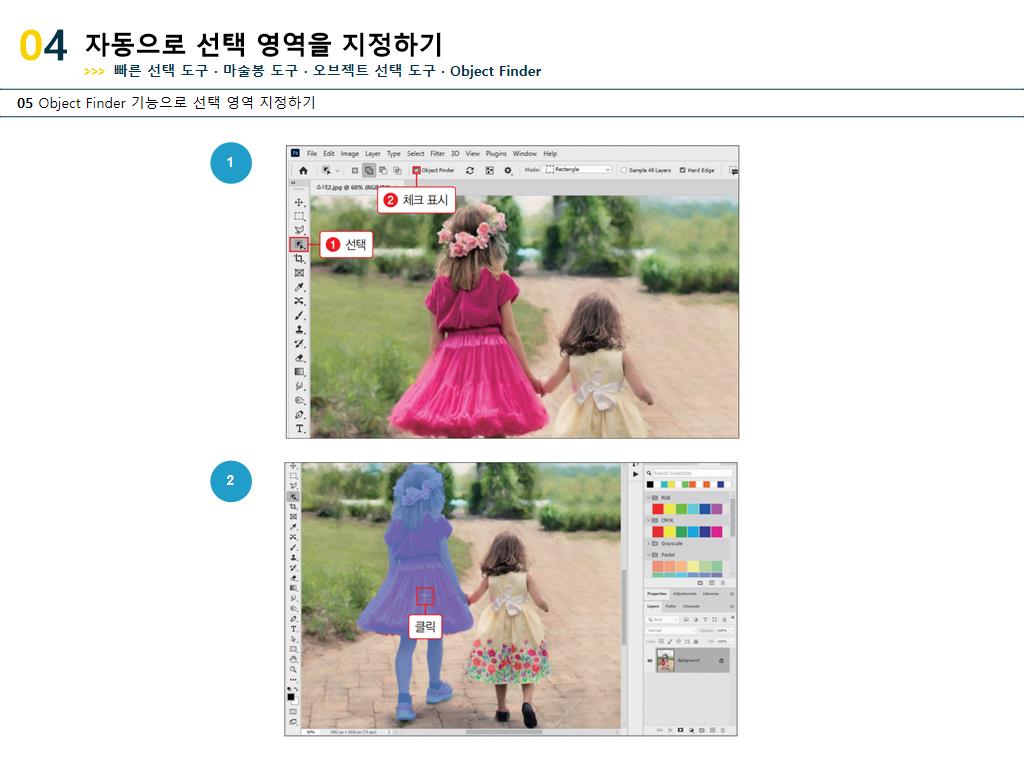 04 자동으로 선택 영역을 지정하기
>>> 빠른 선택 도구 · 마술봉 도구 · 오브젝트 선택 도구 · Object Finder
05 Object Finder 기능으로 선택 영역 지정하기
1
Ps File Edit Image Layer Type Select Filter 3D View Plugins Window Help
Object Finder Mode: Rectangle Sample All Layers Hard Edge
소녀2.jpg @ 60% (RGB
2 체크 표시
1 선택
2
Search Swatches
RGB
CMYK
Grayscale
Pastel
클릭
Properties Adjustments Libraries
Layers Paths Channels
Kind
Normal Opacity: 100%
Background
60%